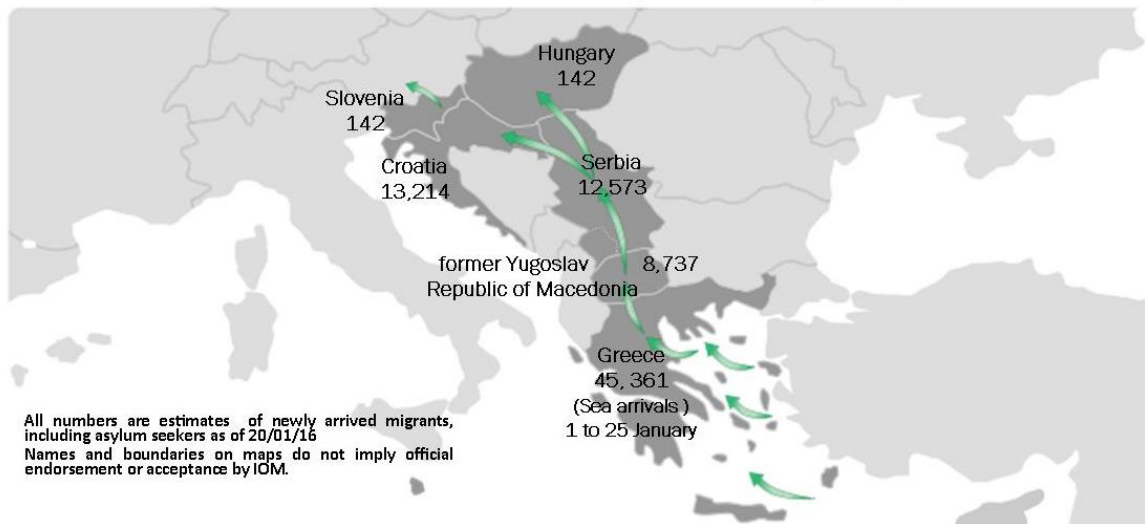 Hungary
142
Slovenia
142
Croatia
13,214
Serbia
12,573
former Yugoslav
8,737
Republic of Macedonia
Greece
45, 361
(Sea arrivals )
1 to 25 January
All numbers are estimates of newly arrived migrants,
including asylum seekers as of 20/01/16
Names and boundaries on maps do not imply official
endorsement or acceptance by IOM.